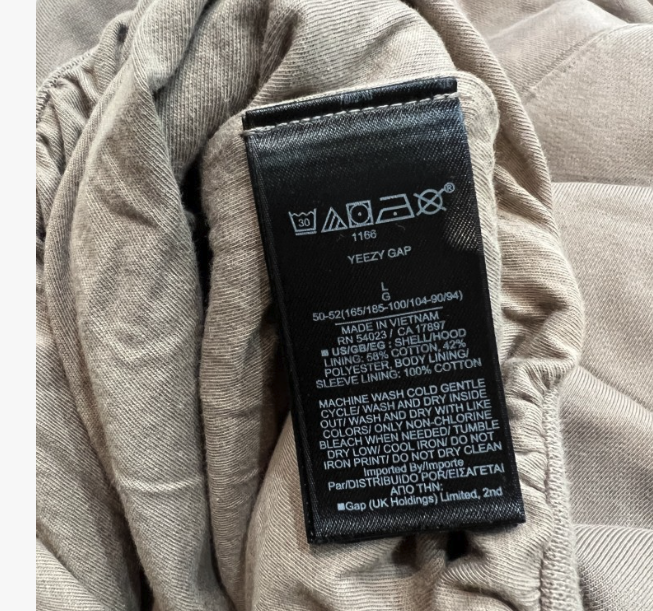 30
®
1166
YEEZY GAP
L
G
50-52(165/185-100/104-90/94)
MADE IN VIETNAM
RN 54023 / CA 17897
■ US/GB/EG : SHELL/HOOD
LINING: 58% COTTON, 42%
POLYESTER, BODY LINING/
SLEEVE LINING: 100% COTTON
MACHINE WASH COLD GENTLE
CYCLE/ WASH AND DRY INSIDE
OUT/ WASH AND DRY WITH LIKE
COLORS/ ONLY NON-CHLORINE
BLEACH WHEN NEEDED/ TUMBLE
DRY LOW/ COOL IRON/ DO NOT
IRON PRINT/ DO NOT DRY CLEAN
Imported By/Importe
Par/DISTRIBUIDO POR/ΕΙΣΑΓΕΤΑΙ
ΑΠΟ ΤΗΝ:
■Gap (UK Holdings) Limited, 2nd